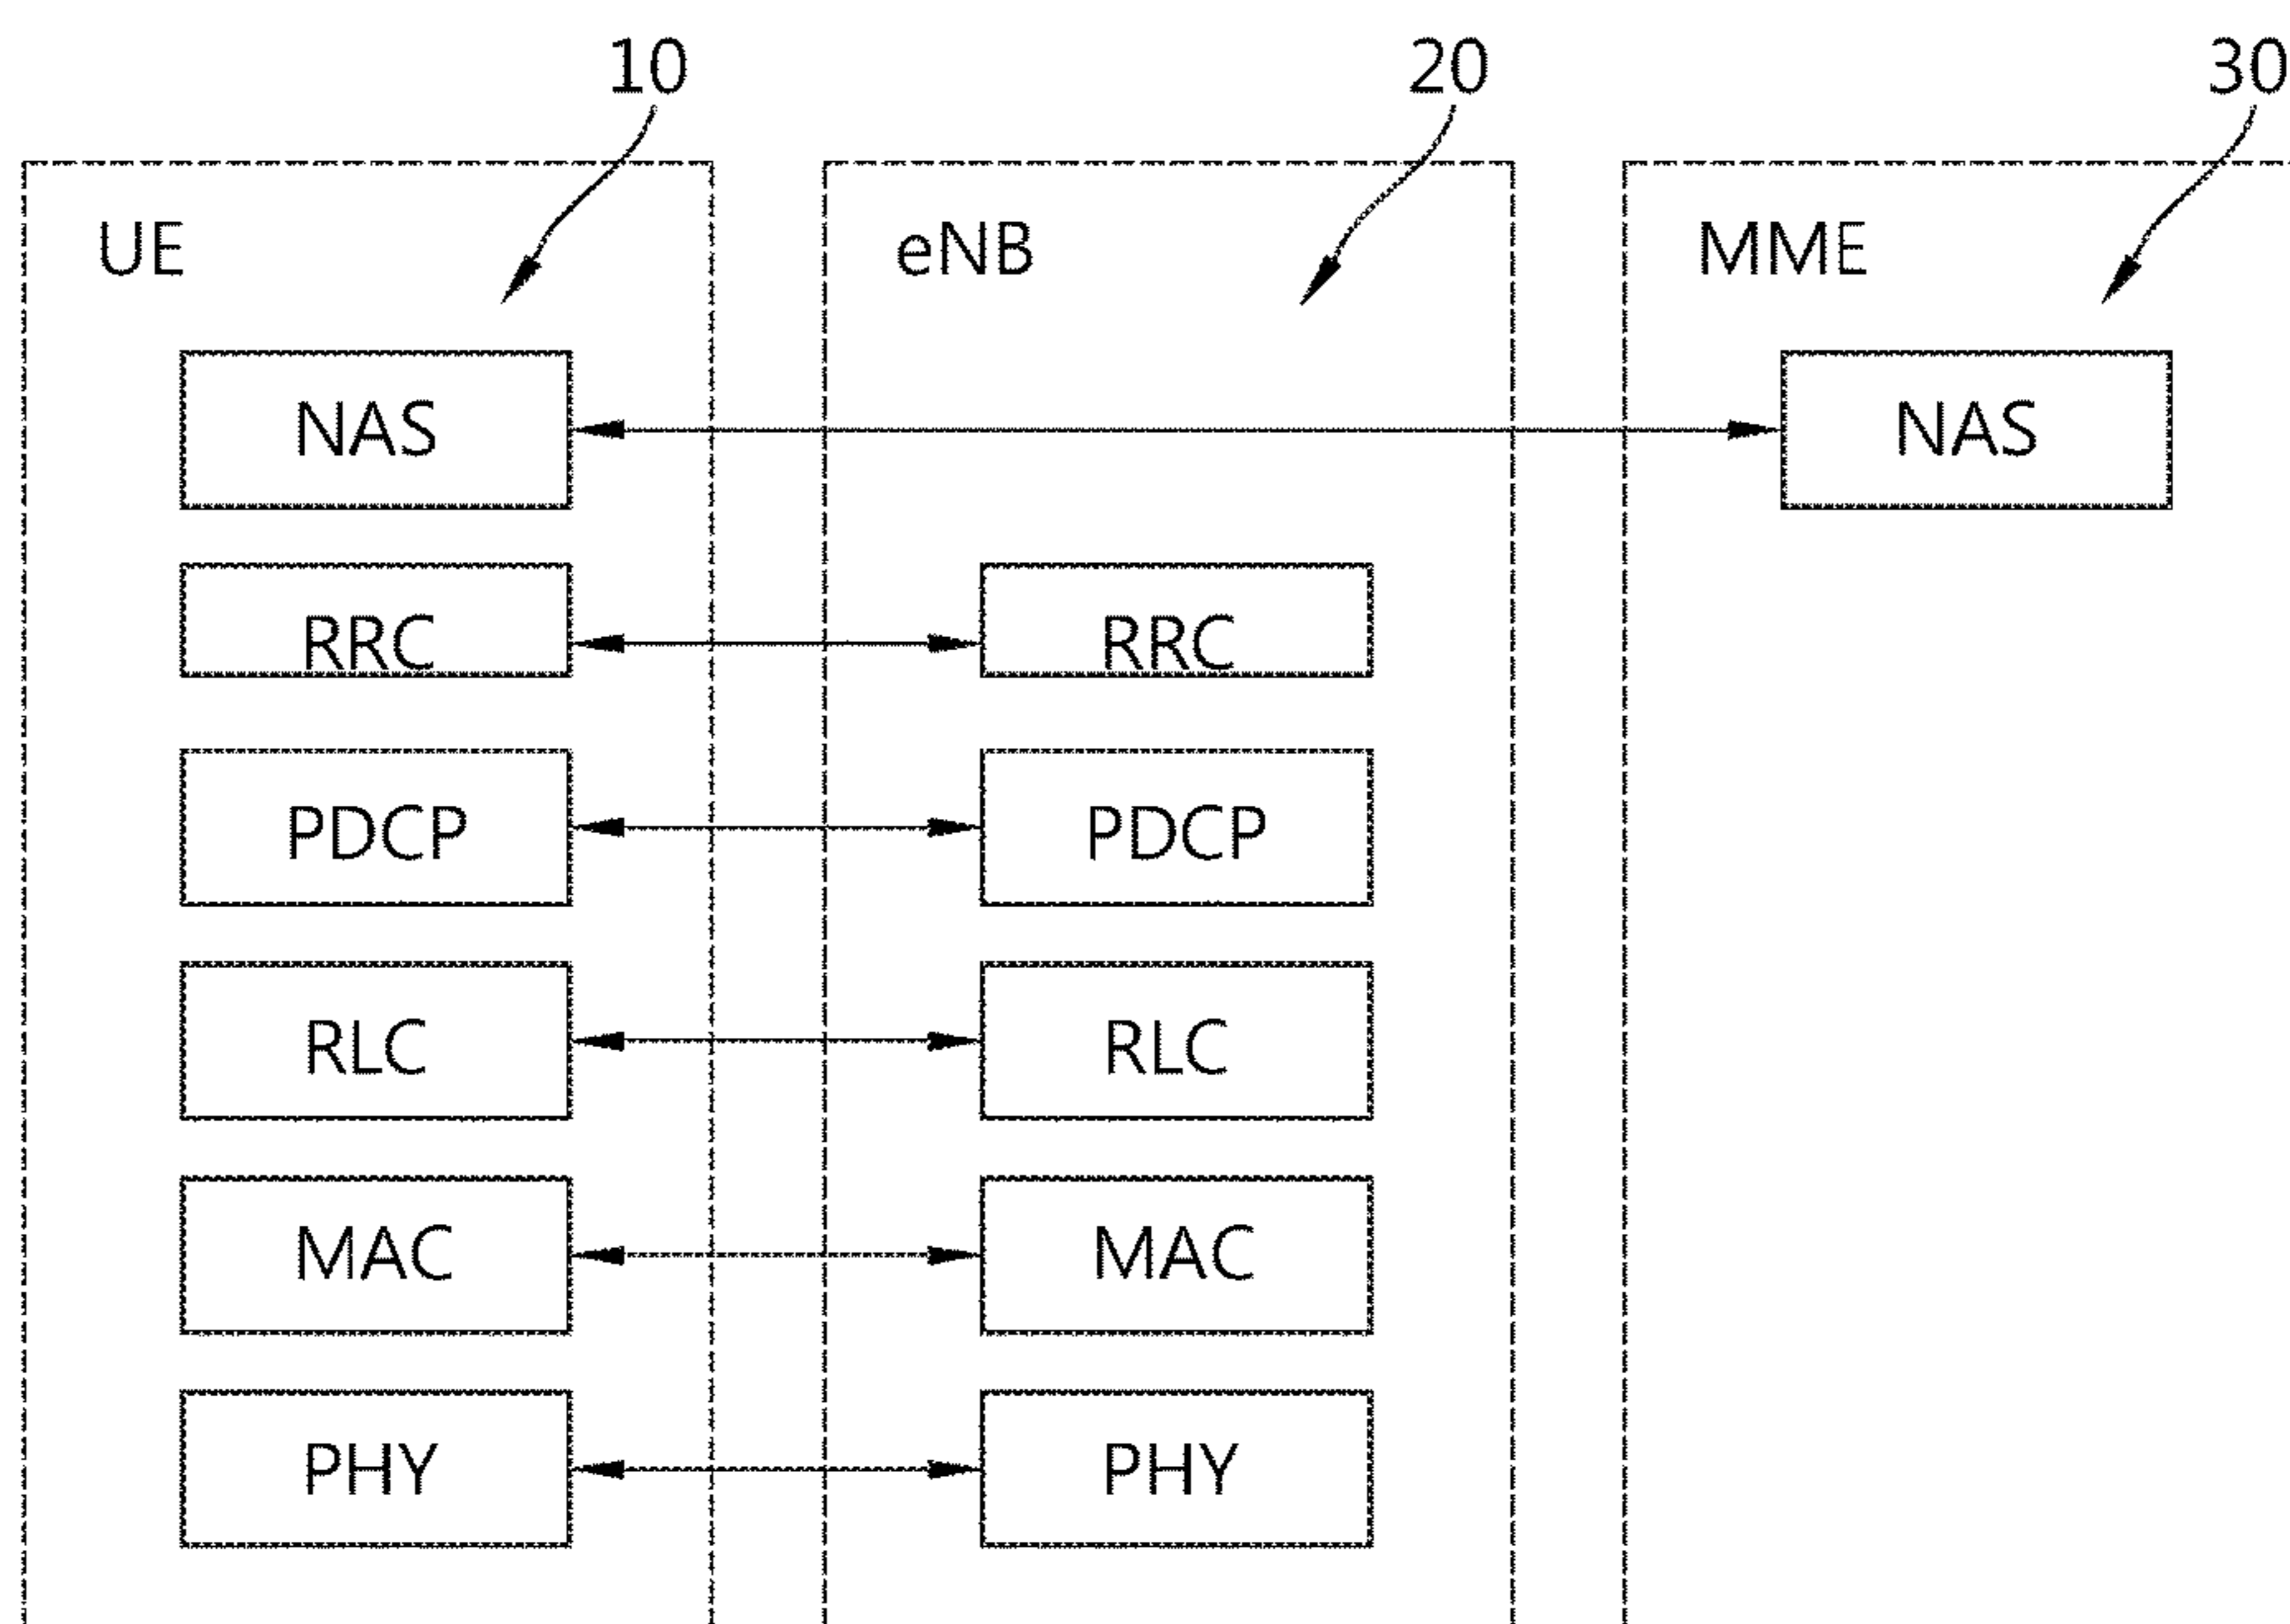 10 20 30
UE eNB MME
NAS NAS
RRC RRC
PDCP PDCP
RLC RLC
MAC MAC
PHY PHY